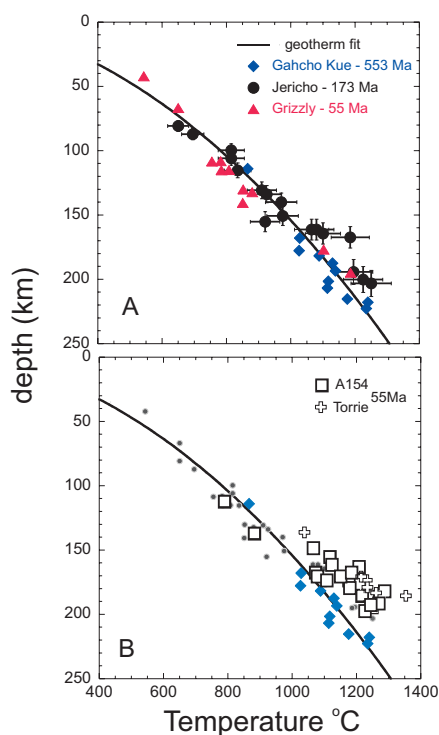 0
50
100
150
200
250
geotherm fit
Gahcho Kue - 553 Ma
Jericho - 173 Ma
Grizzly - 55 Ma
A
depth (km)
0
50
100
150
200
250
A154
Torrie
55Ma
B
400 600 800 1000 1200 1400
Temperature °C